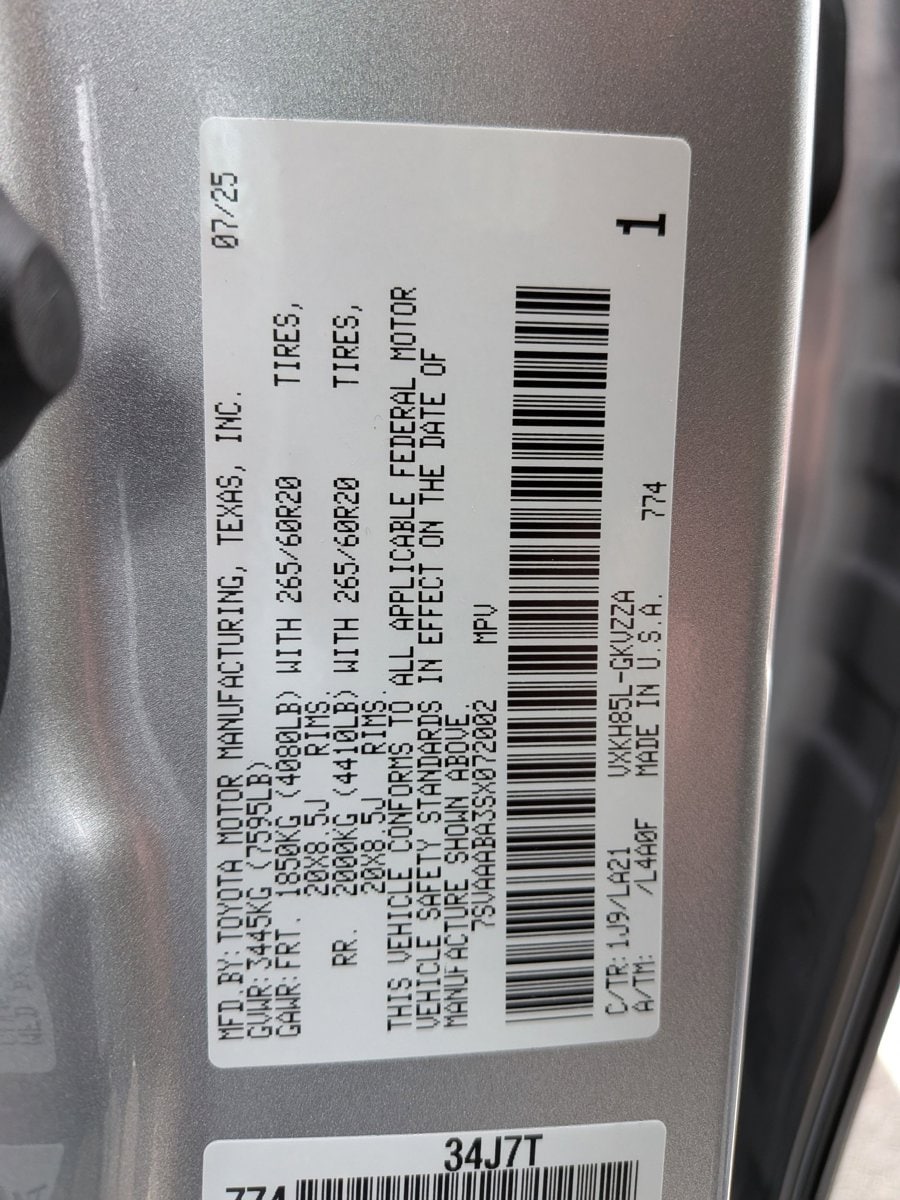 MFD.BY:TOYOTA MOTOR MANUFACTURING, TEXAS, INC. 07/25
GVWR:3445KG (7595LB)
GAWR:FRT. 1850KG (4080LB) WITH 265/60R20 TIRES,
20X8.5J RIMS.
RR. 2000KG (4410LB) WITH 265/60R20 TIRES,
20X8.5J RIMS.
THIS VEHICLE CONFORMS TO ALL APPLICABLE FEDERAL MOTOR
VEHICLE SAFETY STANDARDS IN EFFECT ON THE DATE OF
MANUFACTURE SHOWN ABOVE.
7SVAAABA3SX072002 MPV
C/TR:1J9/LA21 VXKH85L-GKVZZA
A/TM: /L4A0F MADE IN U.S.A. 774
1
34J7T
774